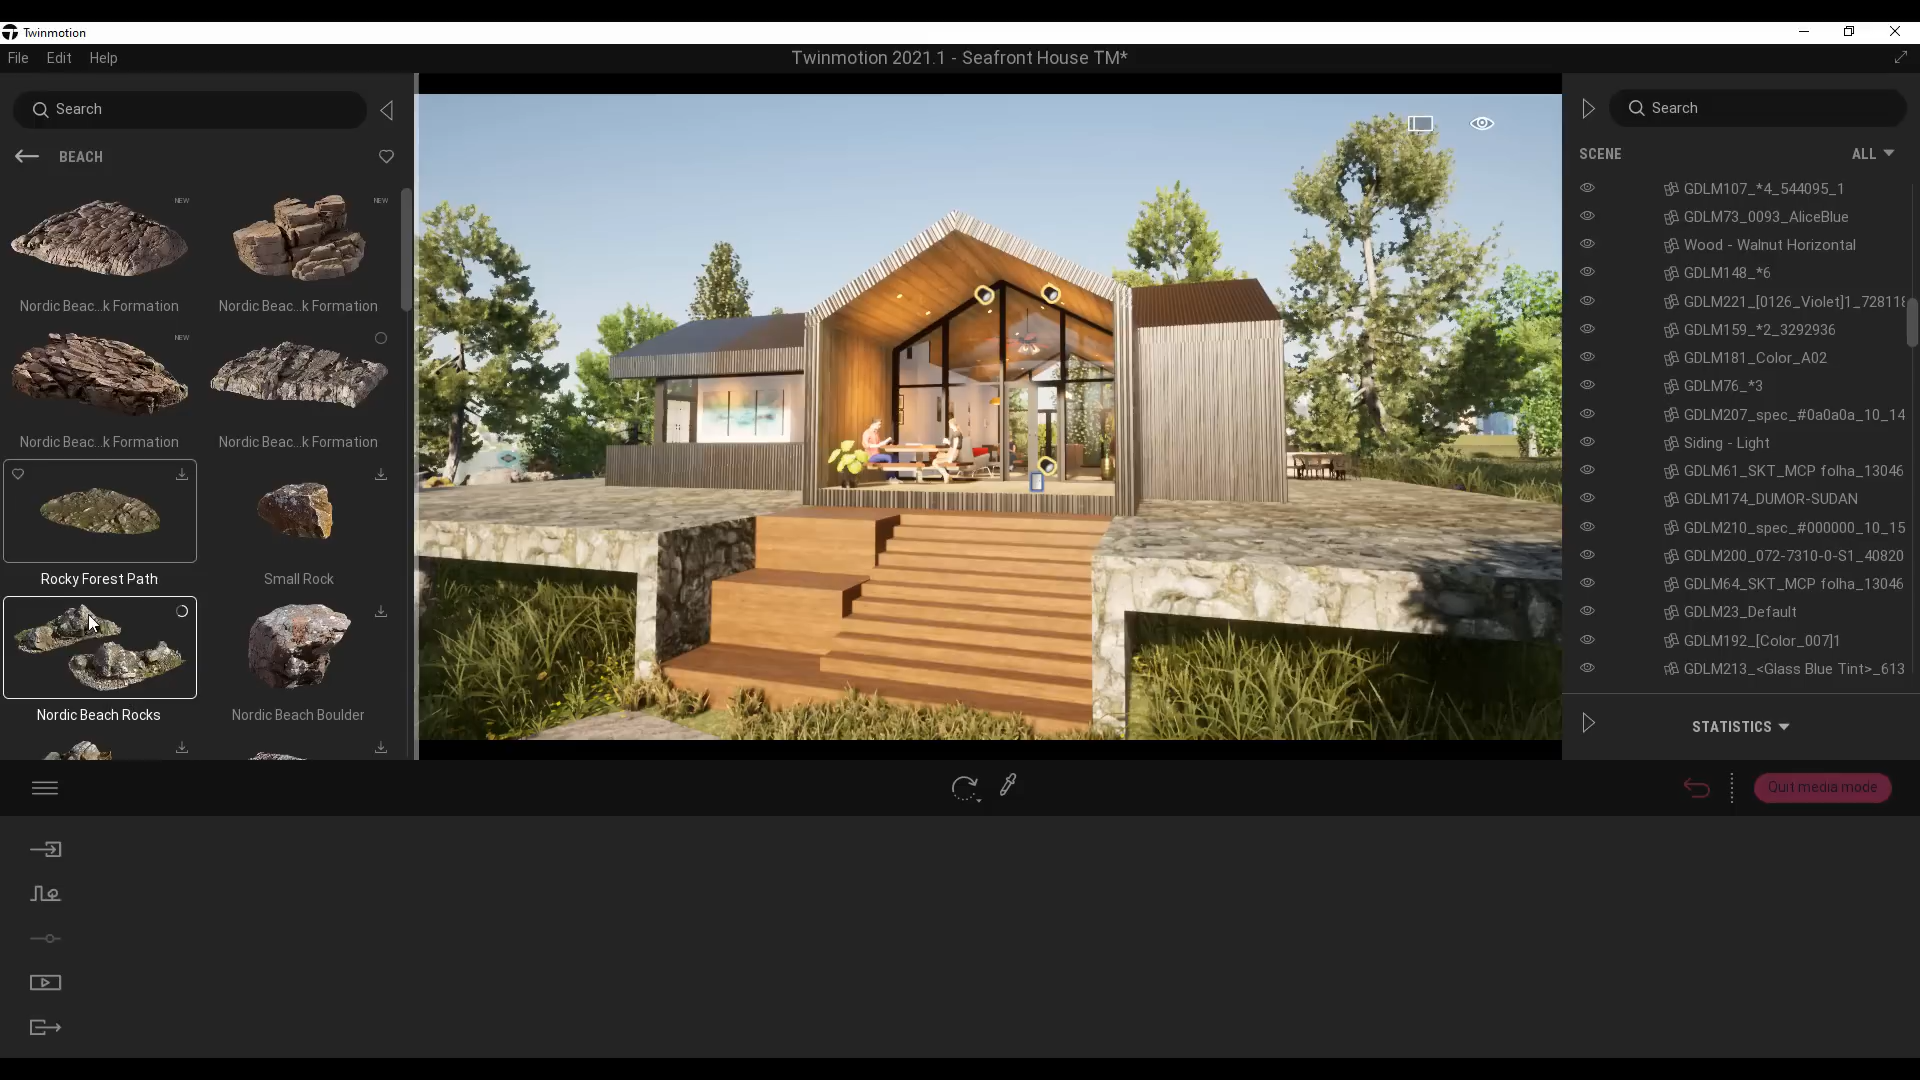 Twinmotion
File Edit Help
Twinmotion 2021.1 - Seafront House TM*
Search
BEACH
NEW
NEW
Nordic Beac...k Formation
Nordic Beac...k Formation
NEW
Nordic Beac...k Formation
Nordic Beac...k Formation
Rocky Forest Path
Small Rock
Nordic Beach Rocks
Nordic Beach Boulder
Search
SCENE
ALL
GDLM107_*4_544095_1
GDLM73_0093_AliceBlue
Wood - Walnut Horizontal
GDLM148_*6
GDLM221_[0126_Violet]1_728118
GDLM159_*2_3292936
GDLM181_Color_A02
GDLM76_*3
GDLM207_spec_#0a0a0a_10_14
Siding - Light
GDLM61_SKT_MCP folha_13046
GDLM174_DUMOR-SUDAN
GDLM210_spec_#000000_10_15
GDLM200_072-7310-0-S1_40820
GDLM64_SKT_MCP folha_13046
GDLM23_Default
GDLM192_[Color_007]1
GDLM213_<Glass Blue Tint>_613
STATISTICS
Quit media mode